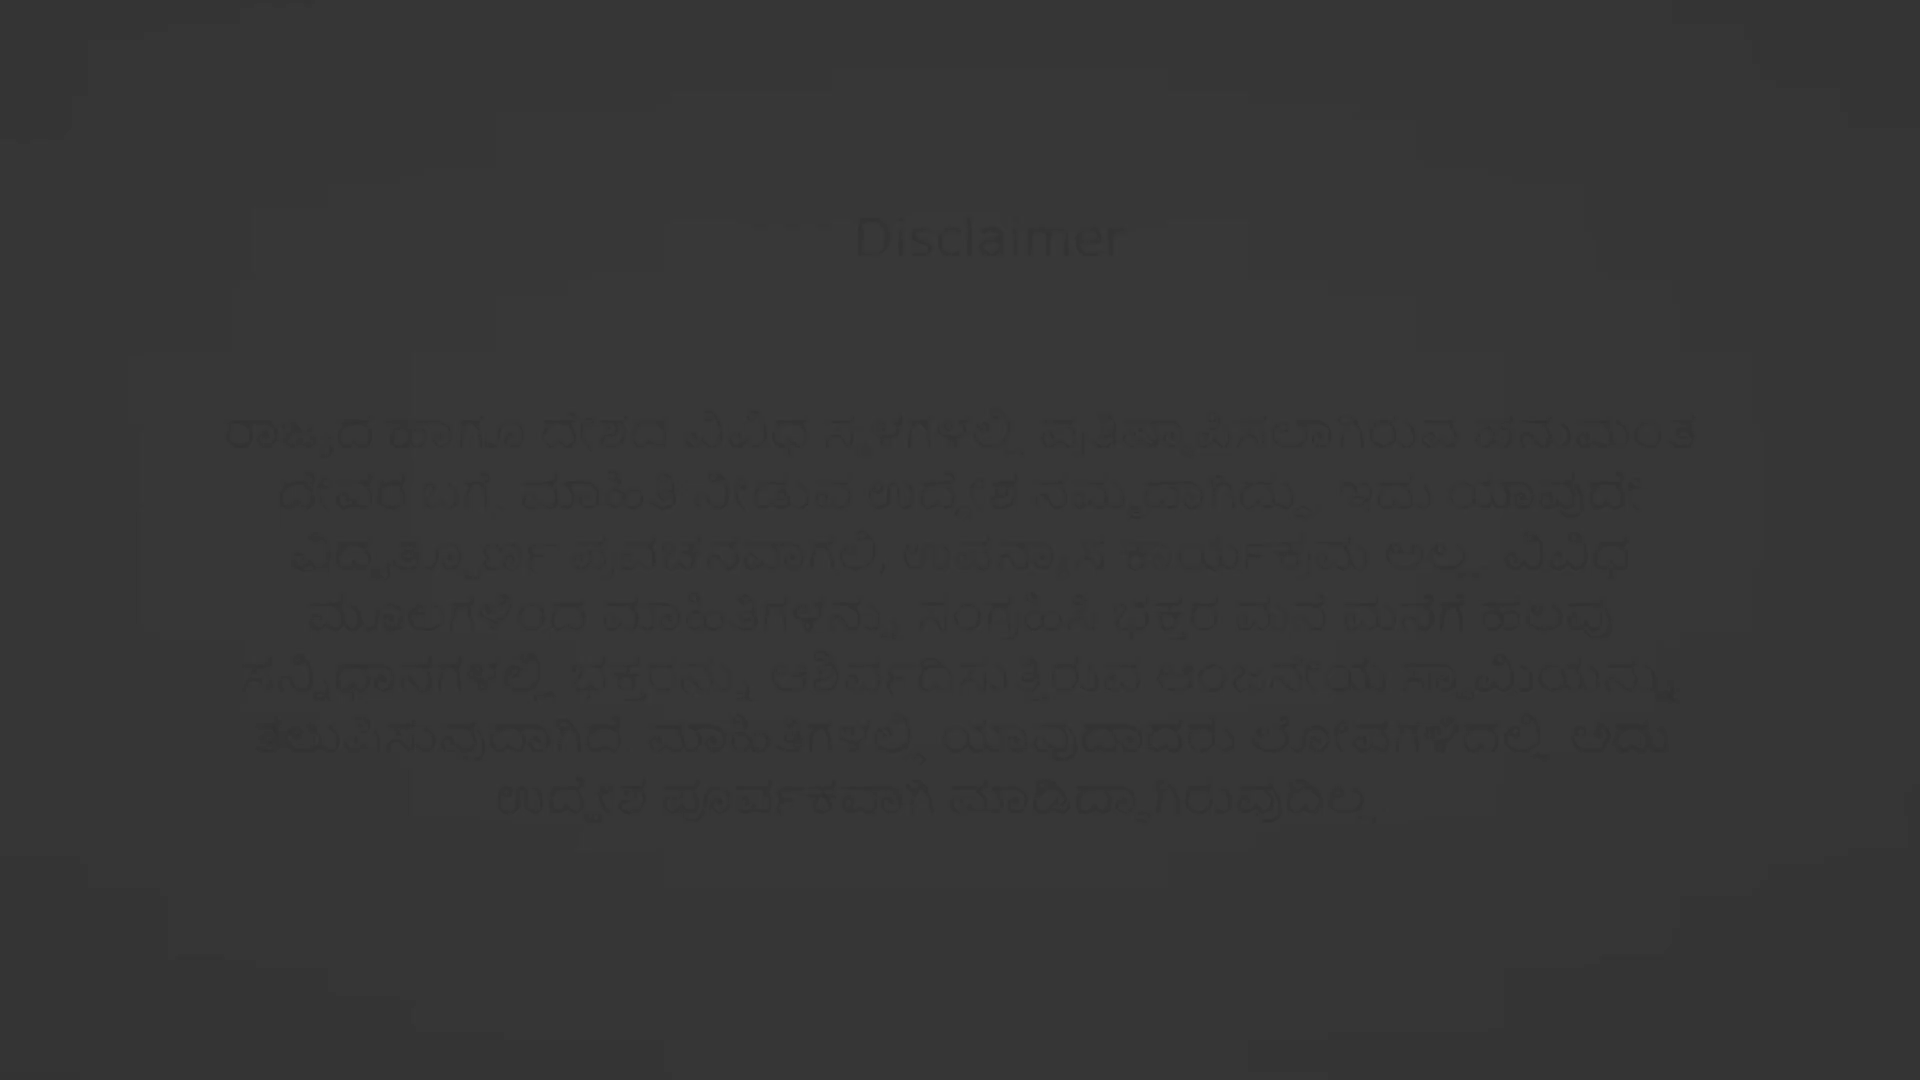 Disclaimer
ರಾಜ್ಯದ ಹಾಗೂ ದೇಶದ ವಿವಿಧ ಸ್ಥಳಗಳಲ್ಲಿ ಪ್ರತಿಷ್ಠಾಪಿಸಲಾಗಿರುವ ಹನುಮಂತ
ದೇವರ ಬಗ್ಗೆ ಮಾಹಿತಿ ನೀಡುವ ಉದ್ದೇಶ ನಮ್ಮದಾಗಿದ್ದು, ಇದು ಯಾವುದೇ
ವಿದ್ವತ್ಪೂರ್ಣ ಪ್ರವಚನವಾಗಲಿ, ಉಪನ್ಯಾಸ ಕಾರ್ಯಕ್ರಮ ಅಲ್ಲ. ವಿವಿಧ
ಮೂಲಗಳಿಂದ ಮಾಹಿತಿಗಳನ್ನು ಸಂಗ್ರಹಿಸಿ ಭಕ್ತರ ಮನೆ ಮನೆಗೆ ಹಲವು
ಸನ್ನಿಧಾನಗಳಲ್ಲಿ ಭಕ್ತರನ್ನು ಆಶಿರ್ವದಿಸುತ್ತಿರುವ ಆಂಜನೇಯ ಸ್ವಾಮಿಯನ್ನು
ತಲುಪಿಸುವುದಾಗಿದೆ. ಮಾಹಿತಿಗಳಲ್ಲಿ ಯಾವುದಾದರು ಲೋಪಗಳಿದಲ್ಲಿ ಅದು
ಉದ್ದೇಶ ಪೂರ್ವಕವಾಗಿ ಮಾಡಿದ್ದಾಗಿರುವುದಿಲ್ಲ.